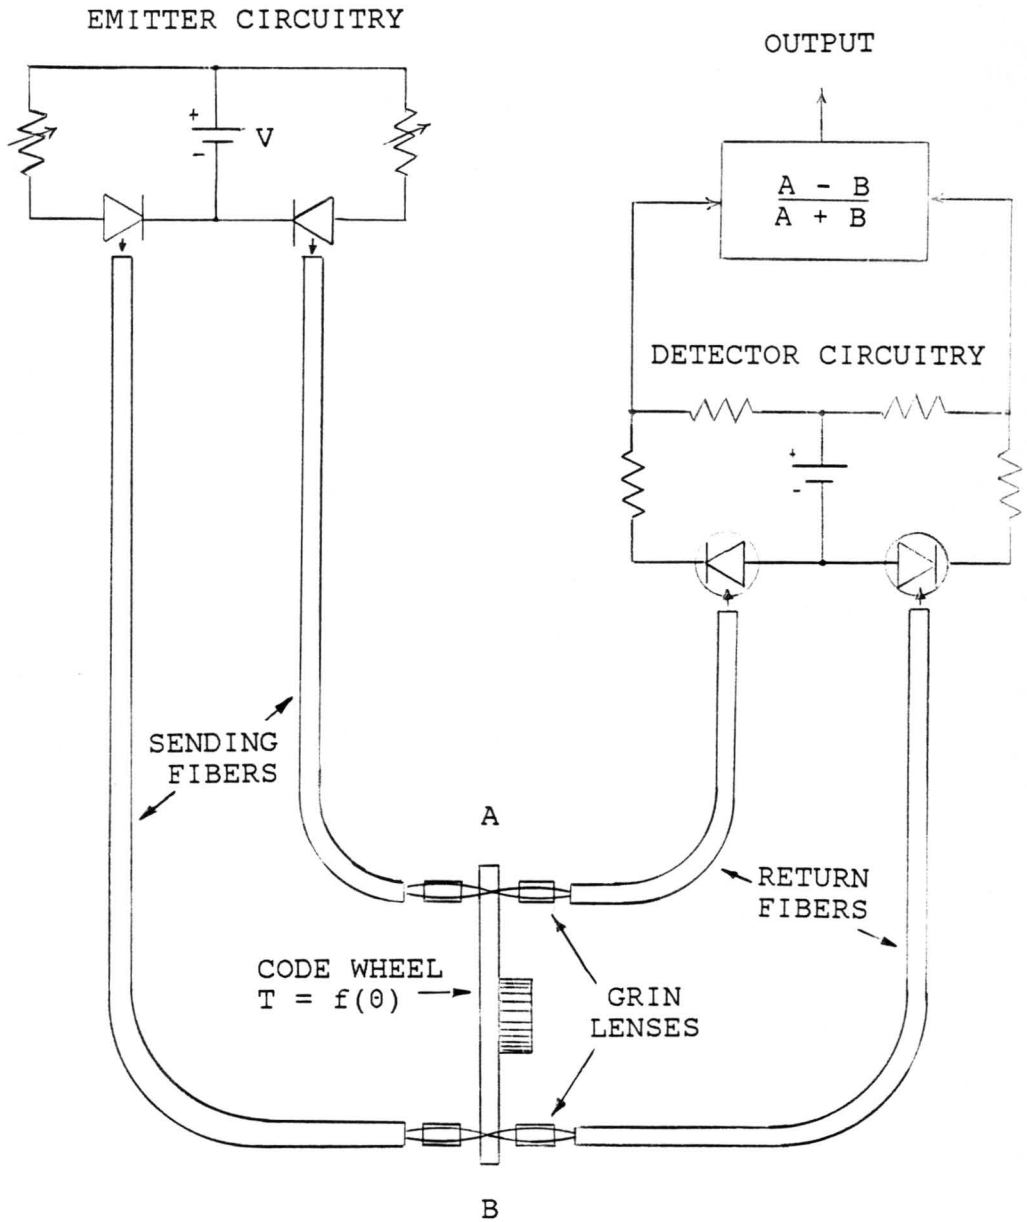 EMITTER CIRCUITRY
OUTPUT
+
V
-
A - B
A + B
DETECTOR CIRCUITRY
+
-
SENDING
FIBERS
A
RETURN
FIBERS
CODE WHEEL
T = f(θ)
GRIN
LENSES
B